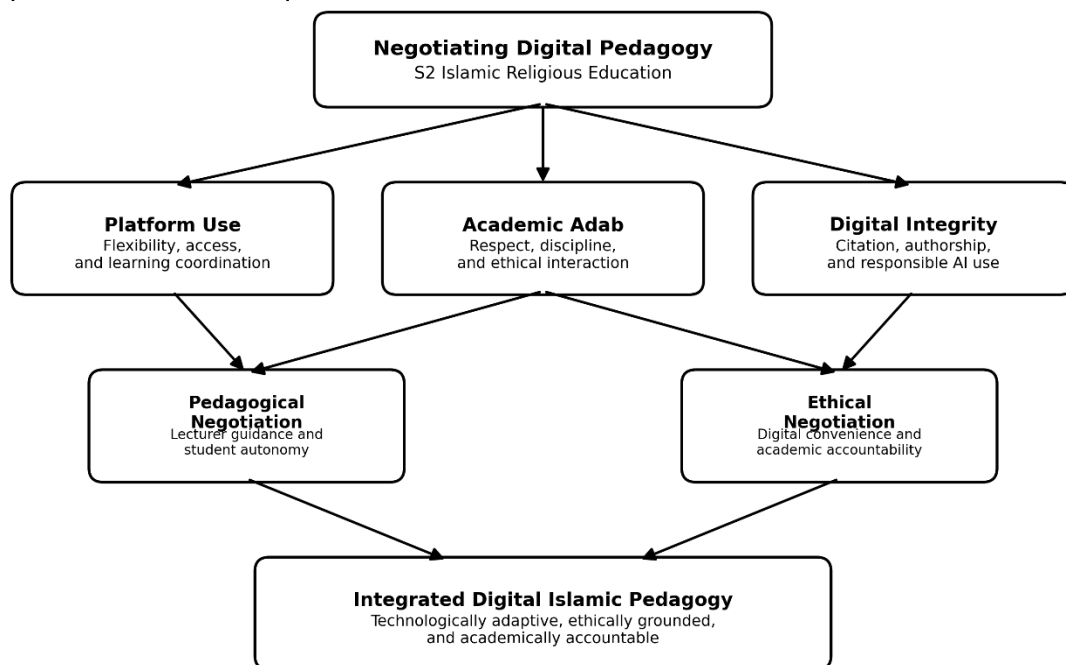 Negotiating Digital Pedagogy
S2 Islamic Religious Education
Platform Use
Flexibility, access,
and learning coordination
Academic Adab
Respect, discipline,
and ethical interaction
Digital Integrity
Citation, authorship,
and responsible AI use
Pedagogical
Negotiation
Lecturer guidance and
student autonomy
Ethical
Negotiation
Digital convenience and
academic accountability
Integrated Digital Islamic Pedagogy
Technologically adaptive, ethically grounded,
and academically accountable